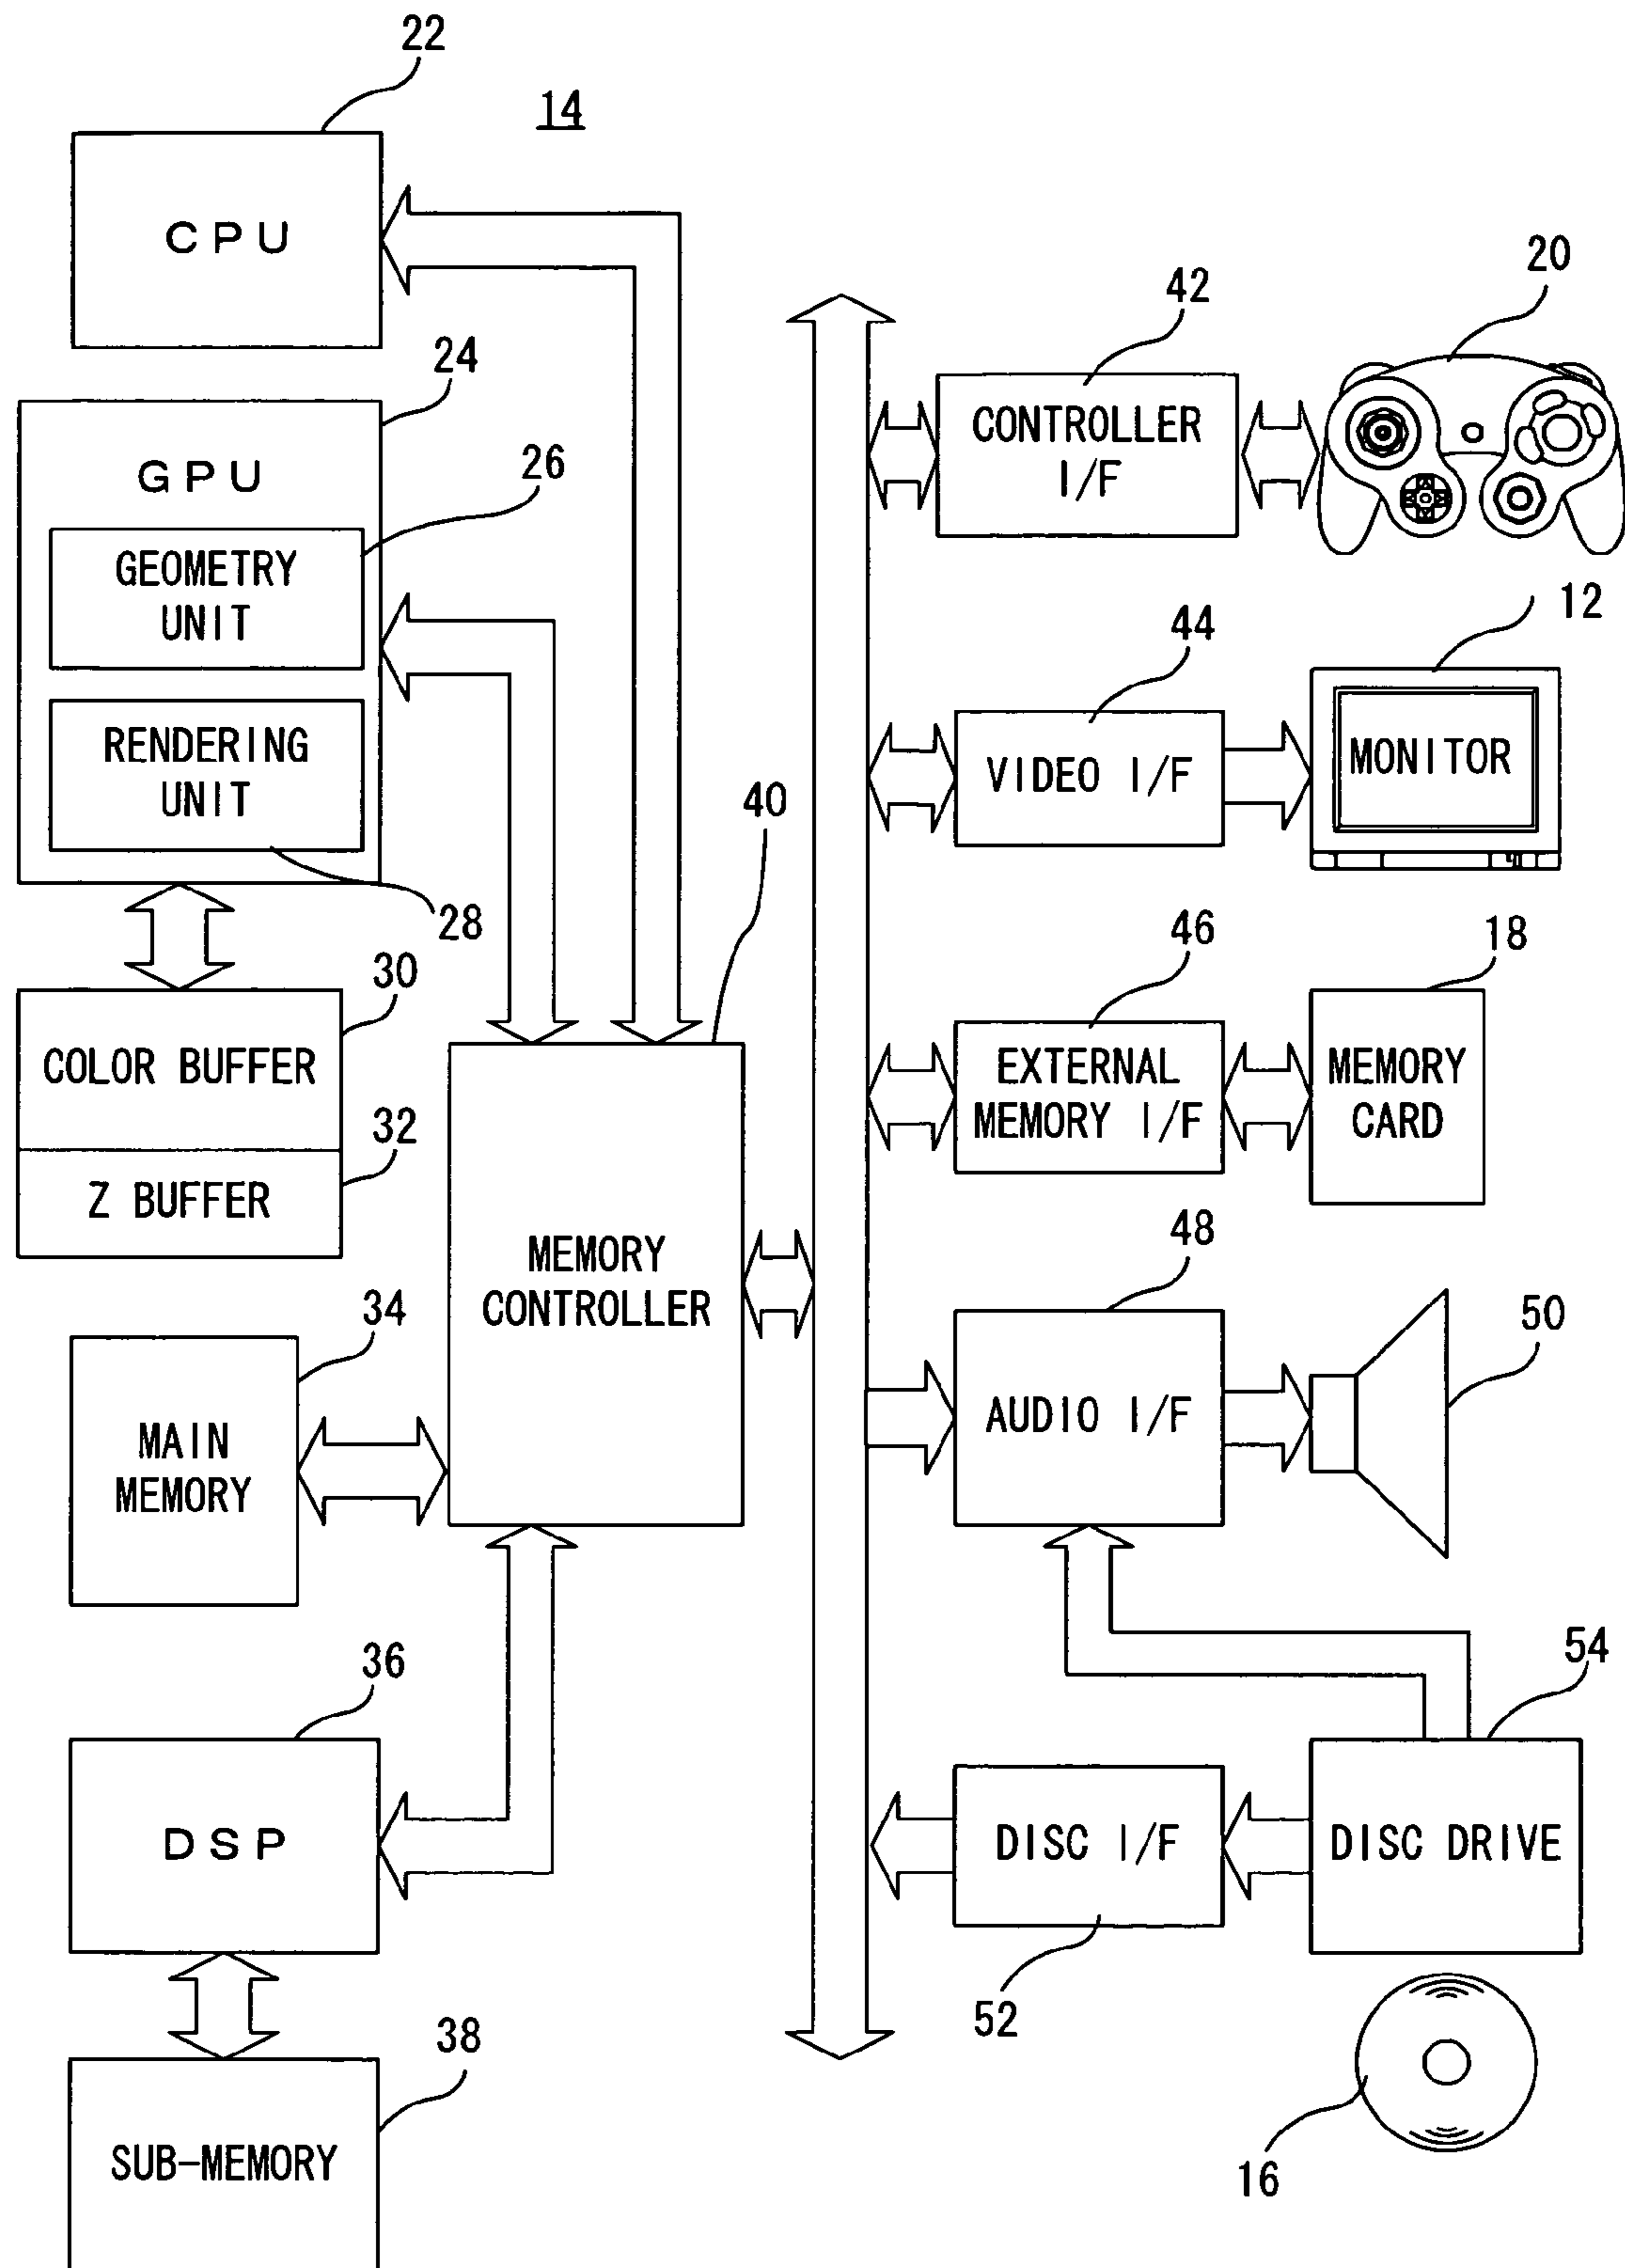 22
14
CPU
20
42
24
CONTROLLER
I/F
GPU
26
GEOMETRY
UNIT
12
44
RENDERING
UNIT
VIDEO I/F
MONITOR
40
28
46
18
30
COLOR BUFFER
EXTERNAL
MEMORY I/F
MEMORY
CARD
32
Z BUFFER
48
MEMORY
CONTROLLER
34
50
AUDIO I/F
MAIN
MEMORY
36
54
DSP
DISC I/F
DISC DRIVE
52
38
SUB-MEMORY
16